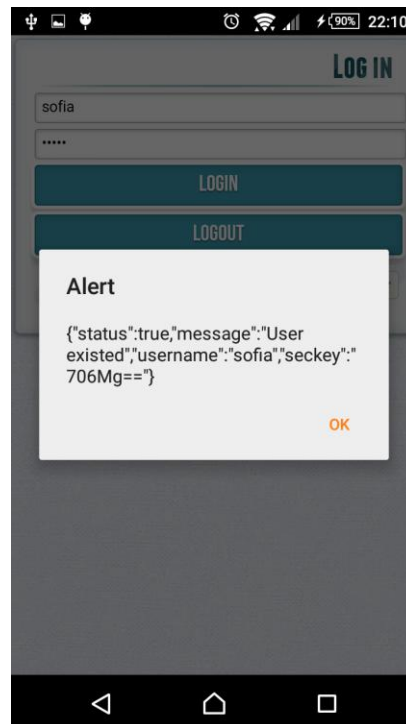 90% 22:10
LOG IN
sofia
•••••
LOGIN
LOGOUT
Alert
{"status":true,"message":"User
existed","username":"sofia","seckey":"
706Mg=="}
OK